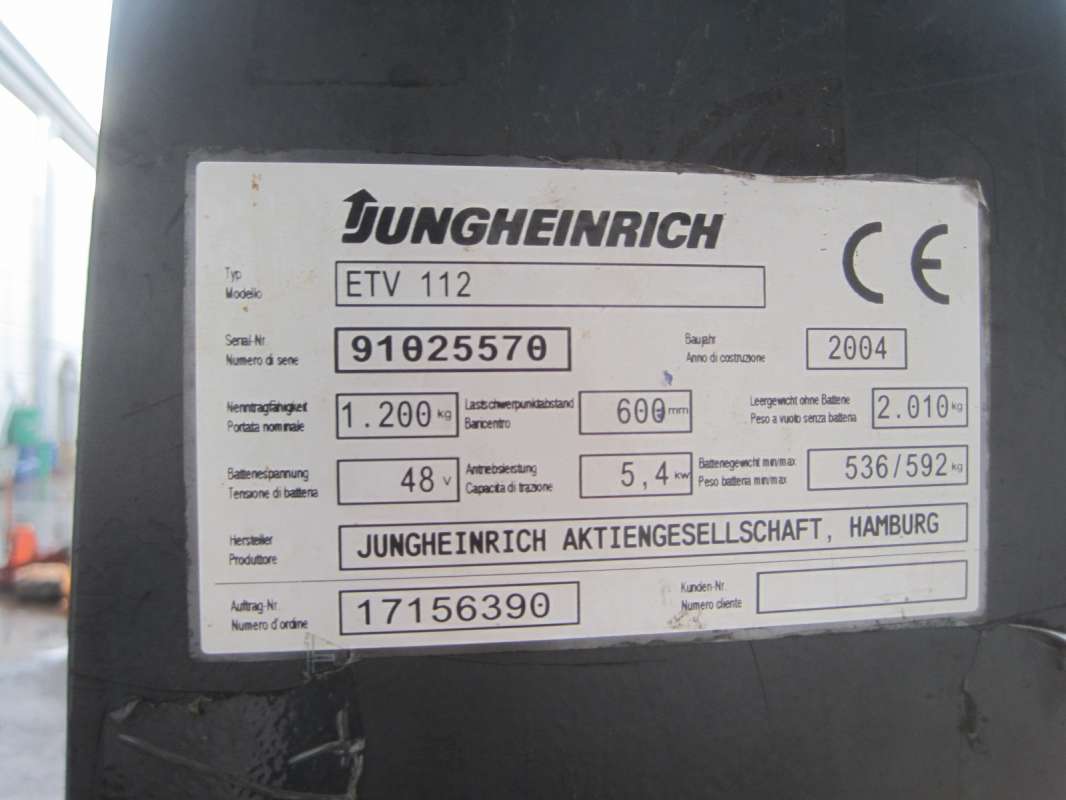 JUNGHEINRICH
CE
Typ
Modello
ETV 112
Serial-Nr.
Numero di serie
91025570
Baujahr
Anno di costruzione
2004
Nenntragfähigkeit
Portata nominale
1.200 kg
Lastschwerpunktabstand
Baricentro
600 mm
Leergewicht ohne Batterie
Peso a vuoto senza batteria
2.010 kg
Batteriespannung
Tensione di batteria
48 V
Antriebsleistung
Capacita di trazione
5,4 kw
Batteriegewicht min/max
Peso batteria min/max
536/592 kg
Hersteller
Produttore
JUNGHEINRICH AKTIENGESELLSCHAFT, HAMBURG
Auftrag-Nr.
Numero d'ordine
17156390
Kunden-Nr.
Numero cliente